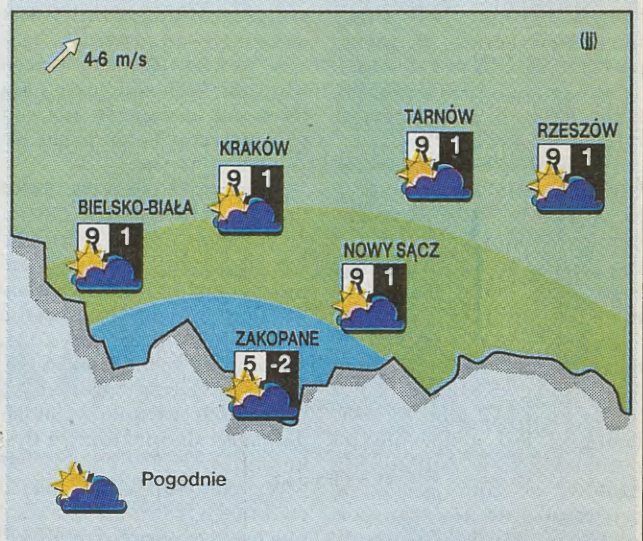 (jj)
4-6 m/s
TARNÓW
9 1
RZESZÓW
9 1
KRAKÓW
9 1
BIELSKO-BIAŁA
9 1
NOWY SĄCZ
9 1
ZAKOPANE
5 -2
Pogodnie